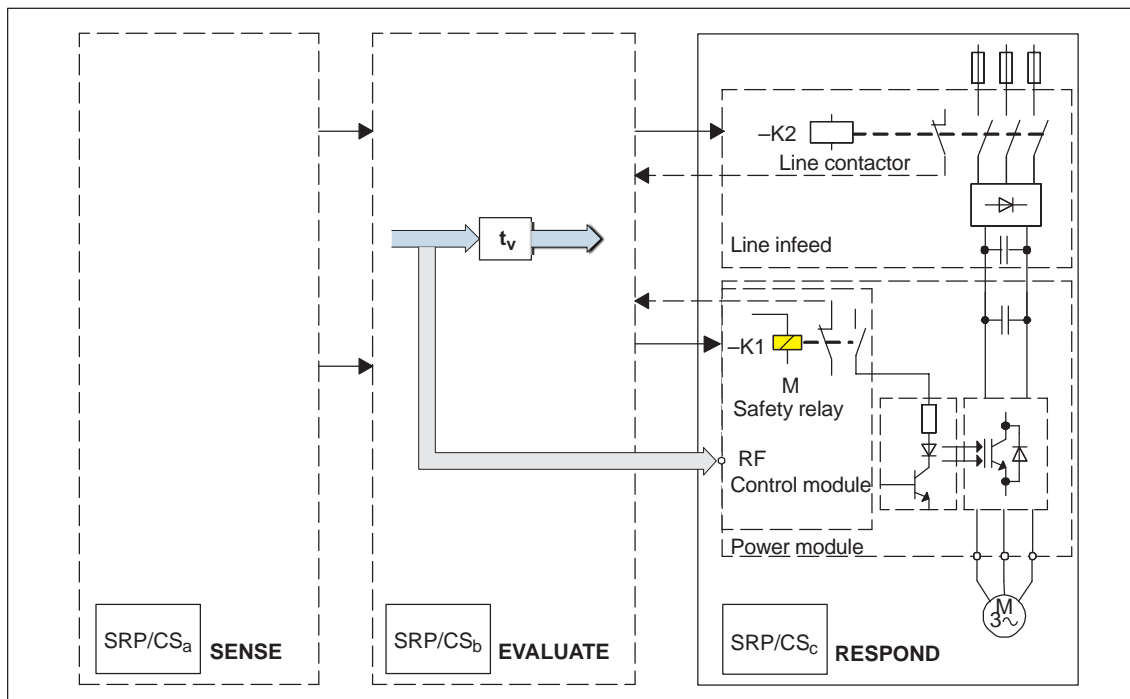 –K2
Line contactor
t_v
Line infeed
–K1
M
Safety relay
RF
Control module
Power module
M
3~
SRP/CS_a SENSE
SRP/CS_b EVALUATE
SRP/CS_c RESPOND